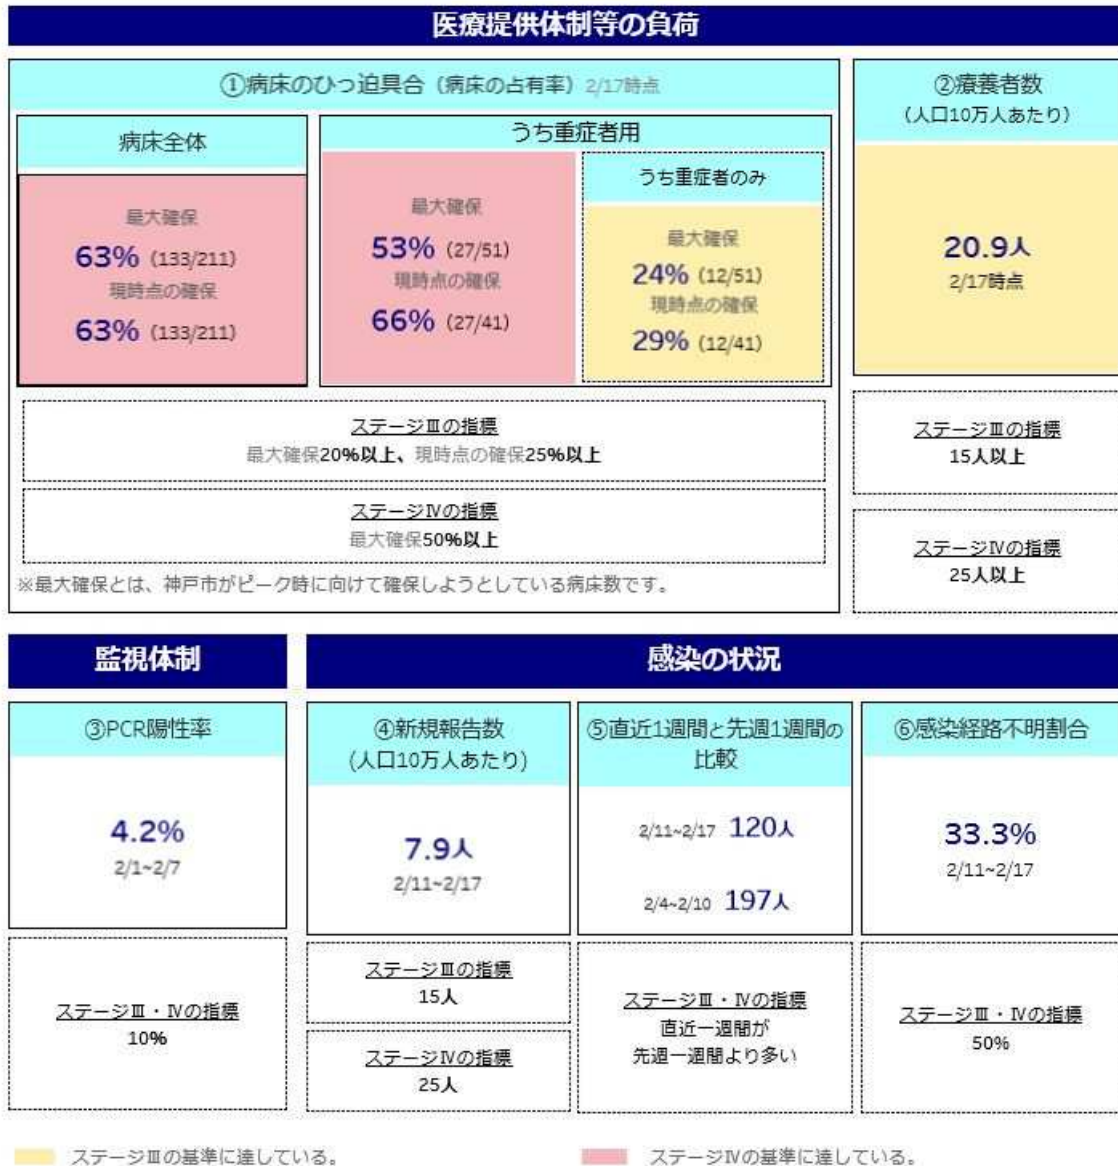 医療提供体制等の負荷
①病床のひっ迫具合（病床の占有率）2/17時点
病床全体
最大確保
63%（133/211）
現時点の確保
63%（133/211）
うち重症者用
最大確保
53%（27/51）
現時点の確保
66%（27/41）
うち重症者のみ
最大確保
24%（12/51）
現時点の確保
29%（12/41）
ステージⅢの指標
最大確保20%以上、現時点の確保25%以上
ステージⅣの指標
最大確保50%以上
※最大確保とは、神戸市がピーク時に向けて確保しようとしている病床数です。
②療養者数
（人口10万人あたり）
20.9人
2/17時点
ステージⅢの指標
15人以上
ステージⅣの指標
25人以上
監視体制
③PCR陽性率
4.2%
2/1~2/7
ステージⅢ・Ⅳの指標
10%
感染の状況
④新規報告数
(人口10万人あたり)
7.9人
2/11~2/17
ステージⅢの指標
15人
ステージⅣの指標
25人
⑤直近1週間と先週1週間の
比較
2/11~2/17 120人
2/4~2/10 197人
ステージⅢ・Ⅳの指標
直近一週間が
先週一週間より多い
⑥感染経路不明割合
33.3%
2/11~2/17
ステージⅢ・Ⅳの指標
50%
ステージⅢの基準に達している。
ステージⅣの基準に達している。